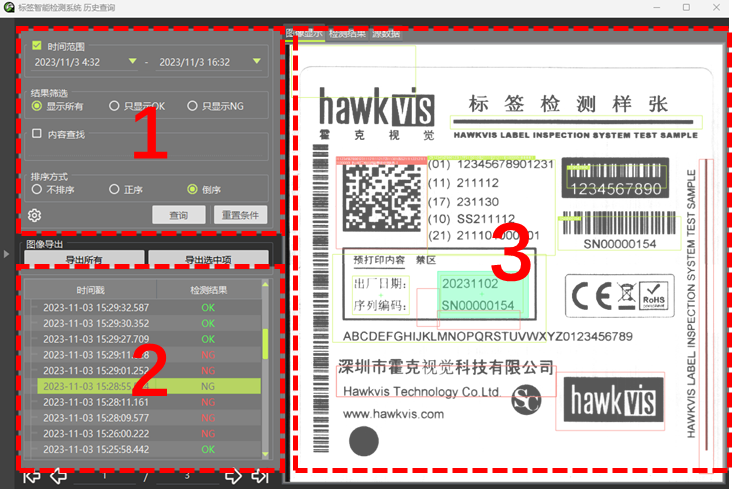 标签智能检测系统 历史查询
时间范围
2023/11/3 4:32 - 2023/11/3 16:32
结果筛选
显示所有 只显示OK 只显示NG
内容查找
排序方式
不排序 正序 倒序
查询 重置条件
1
图像导出
导出所有 导出选中项
时间戳 检测结果
2023-11-03 15:29:32.587 OK
2023-11-03 15:29:30.352 OK
2023-11-03 15:29:27.709 OK
2023-11-03 15:29:11. NG
2023-11-03 15:29:01.252 NG
2023-11-03 15:28:55. NG
2023-11-03 15:28:11.161 NG
2023-11-03 15:28:09.577 NG
2023-11-03 15:26:00.222 NG
2023-11-03 15:25:58.442 OK
2
1 / 3
图像显示 检测结果 源数据
hawkvis
霍克视觉
标签检测样张
HAWKVIS LABEL INSPECTION SYSTEM TEST SAMPLE
(01) 12345678901231
(11) 211112
(17) 231130
(10) SS211112
(21) 211104000001
3
1234567890
SN00000154
预打印内容 禁区
出厂日期: 20231102
序列编码: SN00000154
CE RoHS
ABCDEFGHIJKLMNOPQRSTUVWXYZ0123456789
深圳市霍克视觉科技有限公司
Hawkvis Technology Co.Ltd
www.hawkvis.com
SC
hawkvis
HAWKVIS LABEL INSPECTION SYSTEM TEST SAMPLE